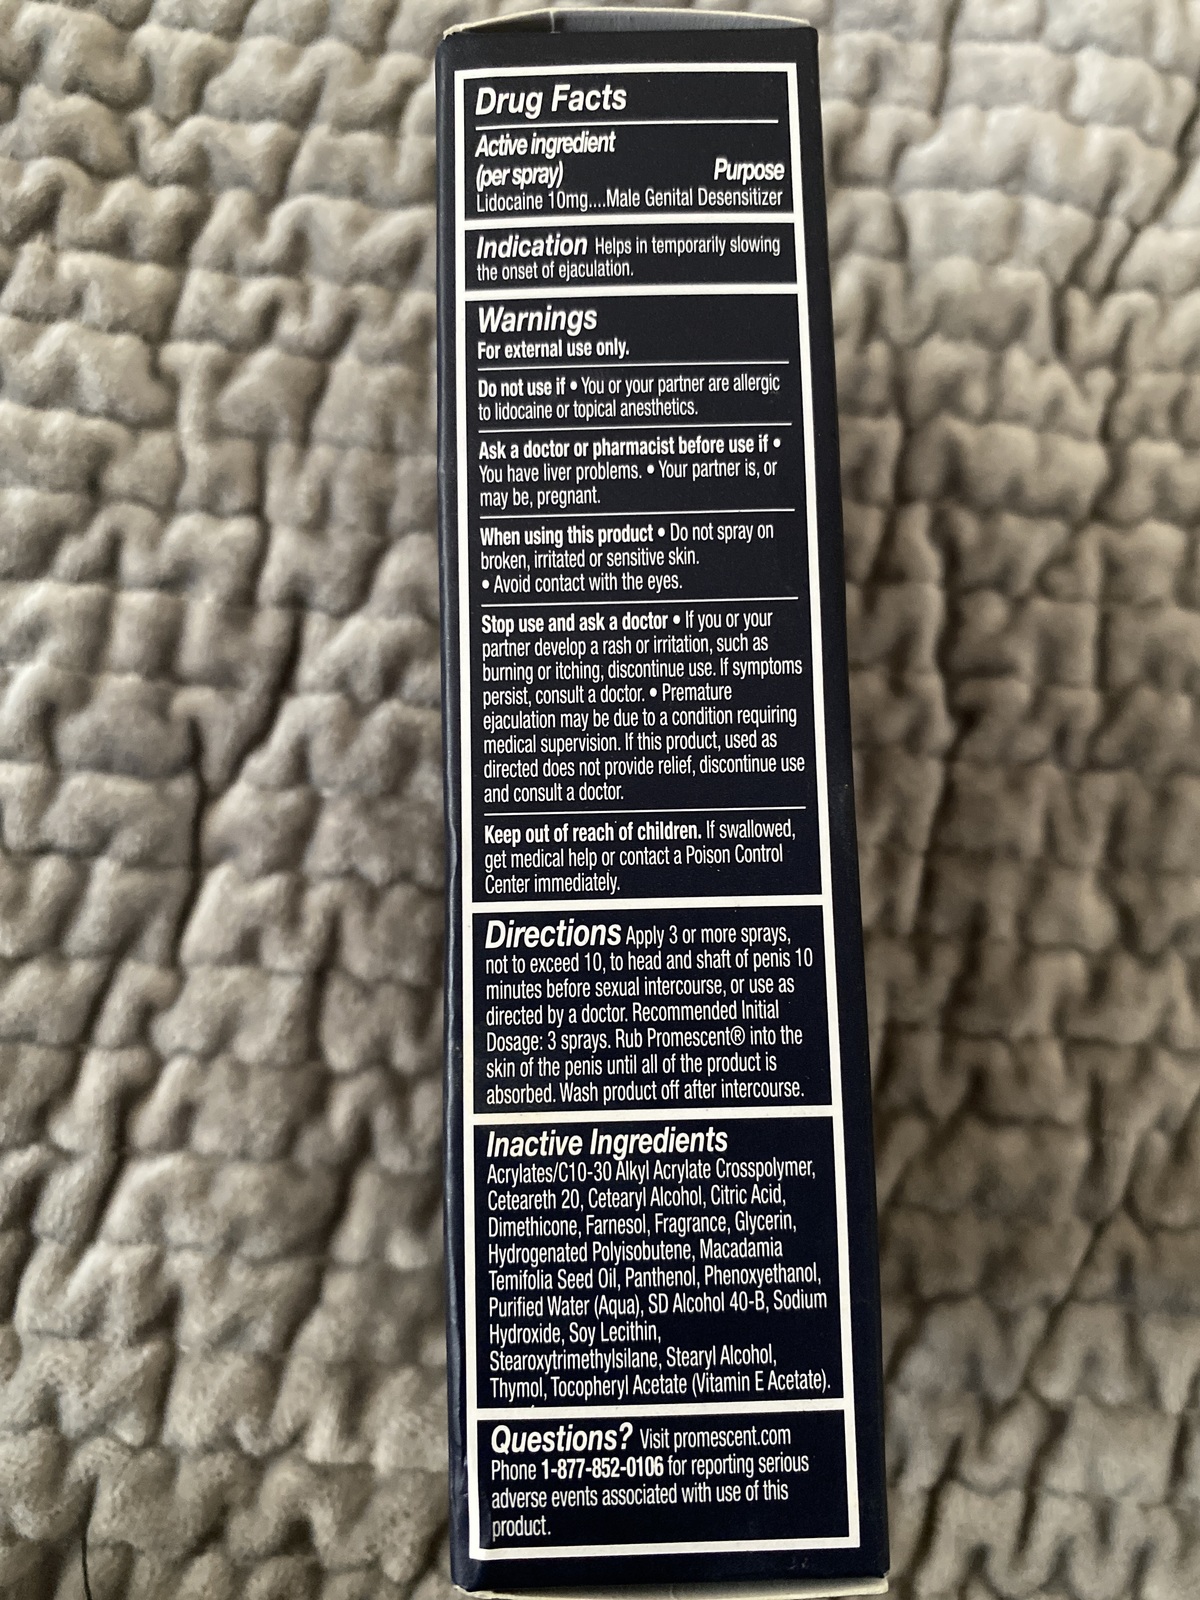 Drug Facts
Active ingredient
(per spray) Purpose
Lidocaine 10mg....Male Genital Desensitizer
Indication Helps in temporarily slowing
the onset of ejaculation.
Warnings
For external use only.
Do not use if • You or your partner are allergic
to lidocaine or topical anesthetics.
Ask a doctor or pharmacist before use if •
You have liver problems. • Your partner is, or
may be, pregnant.
When using this product • Do not spray on
broken, irritated or sensitive skin.
• Avoid contact with the eyes.
Stop use and ask a doctor • If you or your
partner develop a rash or irritation, such as
burning or itching, discontinue use. If symptoms
persist, consult a doctor. • Premature
ejaculation may be due to a condition requiring
medical supervision. If this product, used as
directed does not provide relief, discontinue use
and consult a doctor.
Keep out of reach of children. If swallowed,
get medical help or contact a Poison Control
Center immediately.
Directions Apply 3 or more sprays,
not to exceed 10, to head and shaft of penis 10
minutes before sexual intercourse, or use as
directed by a doctor. Recommended Initial
Dosage: 3 sprays. Rub Promescent® into the
skin of the penis until all of the product is
absorbed. Wash product off after intercourse.
Inactive Ingredients
Acrylates/C10-30 Alkyl Acrylate Crosspolymer,
Ceteareth 20, Cetearyl Alcohol, Citric Acid,
Dimethicone, Farnesol, Fragrance, Glycerin,
Hydrogenated Polyisobutene, Macadamia
Temifolia Seed Oil, Panthenol, Phenoxyethanol,
Purified Water (Aqua), SD Alcohol 40-B, Sodium
Hydroxide, Soy Lecithin,
Stearoxytrimethylsilane, Stearyl Alcohol,
Thymol, Tocopheryl Acetate (Vitamin E Acetate).
Questions? Visit promescent.com
Phone 1-877-852-0106 for reporting serious
adverse events associated with use of this
product.